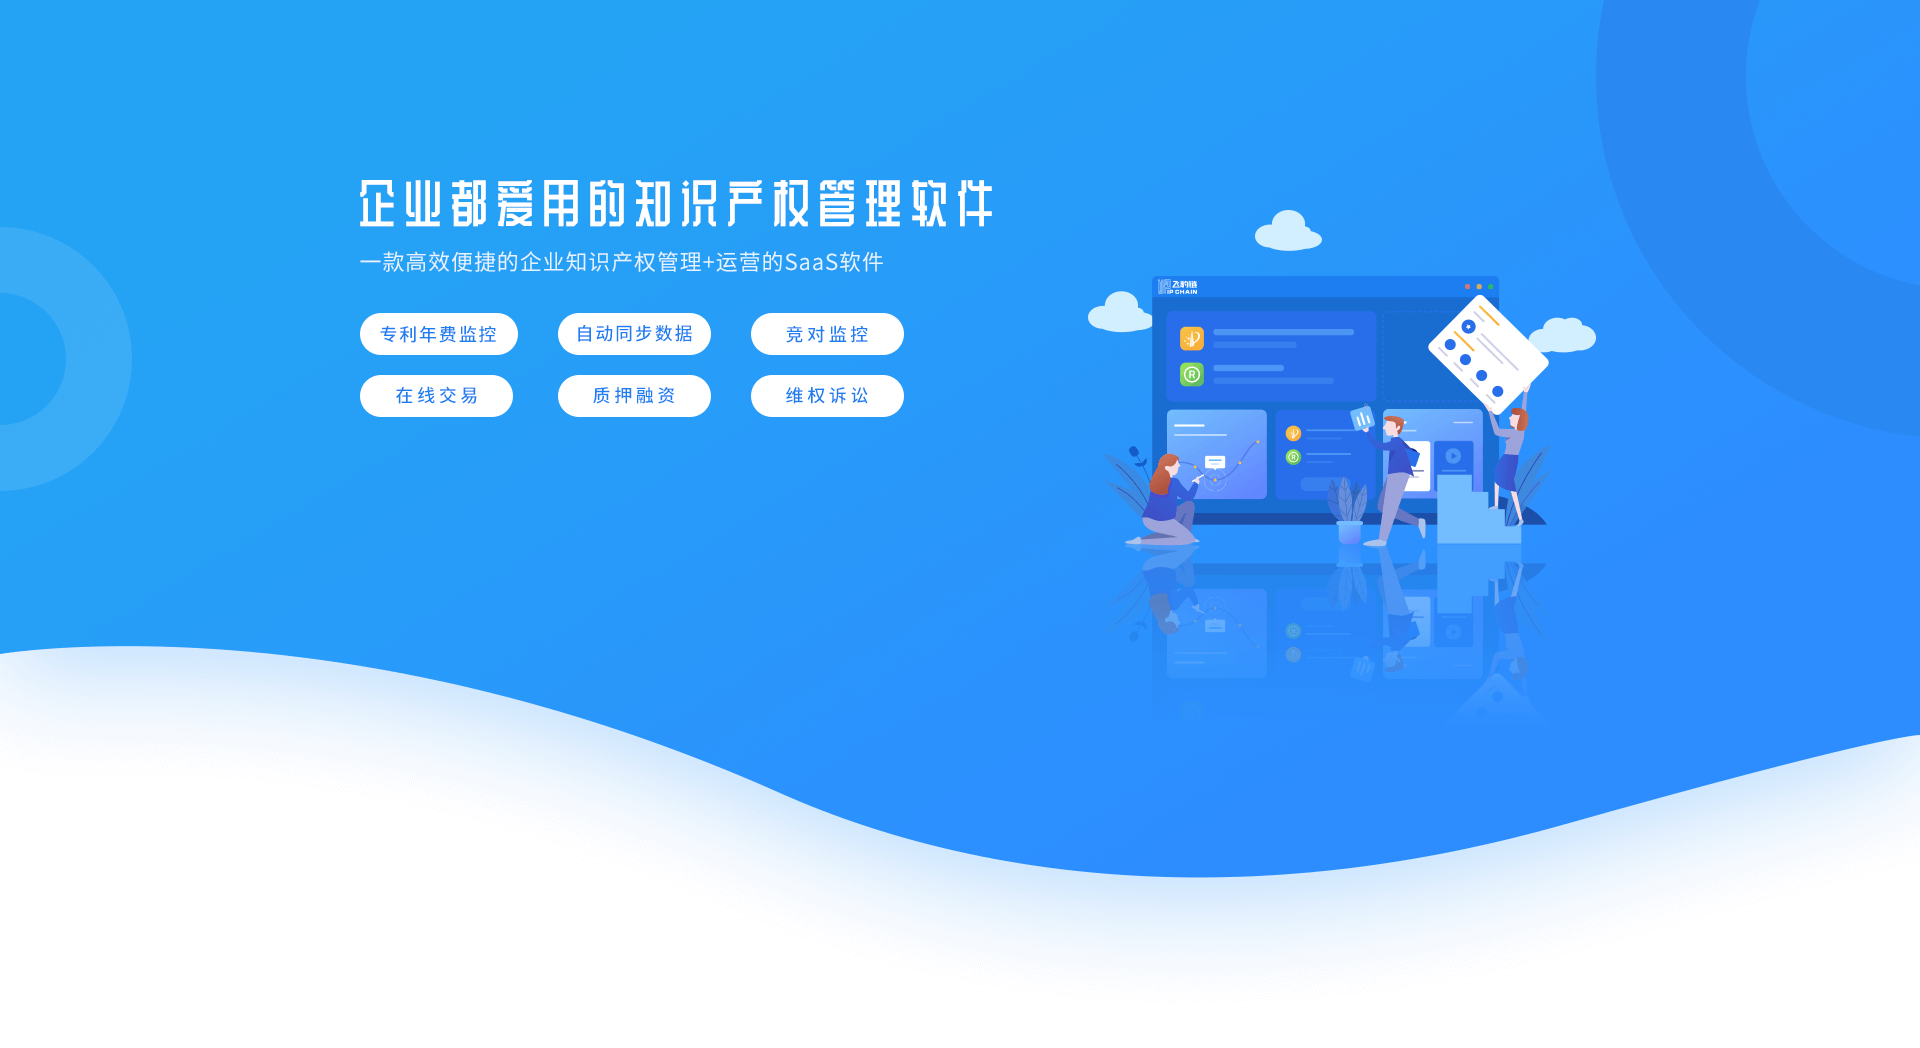 企业都爱用的知识产权管理软件
一款高效便捷的企业知识产权管理+运营的SaaS软件
专利年费监控 自动同步数据 竞对监控
在线交易 质押融资 维权诉讼
飞豹链
IP CHAIN
R
R